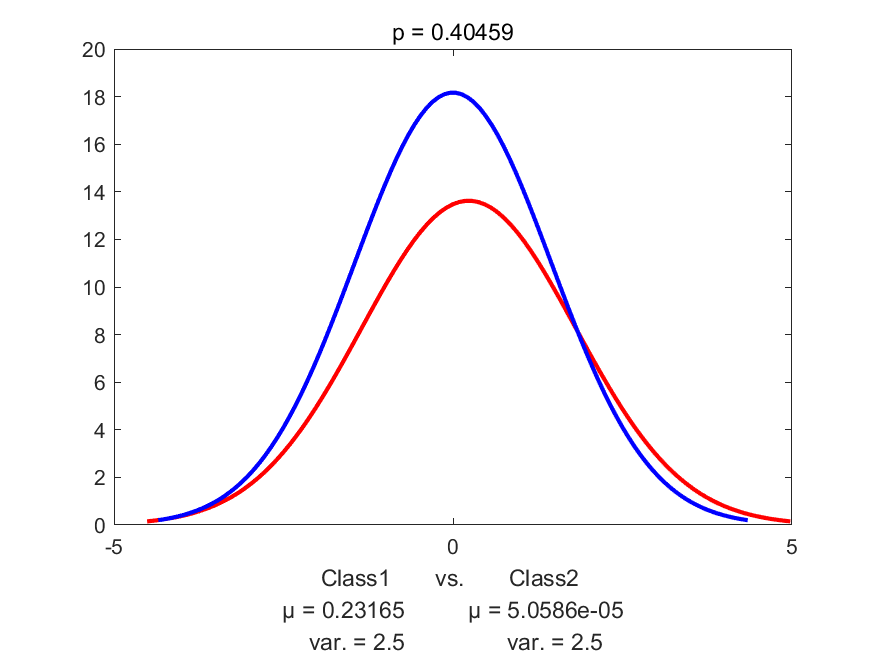 p = 0.40459
20
18
16
14
12
10
8
6
4
2
0
-5 0 5
Class1 vs. Class2
μ = 0.23165 μ = 5.0586e-05
var. = 2.5 var. = 2.5